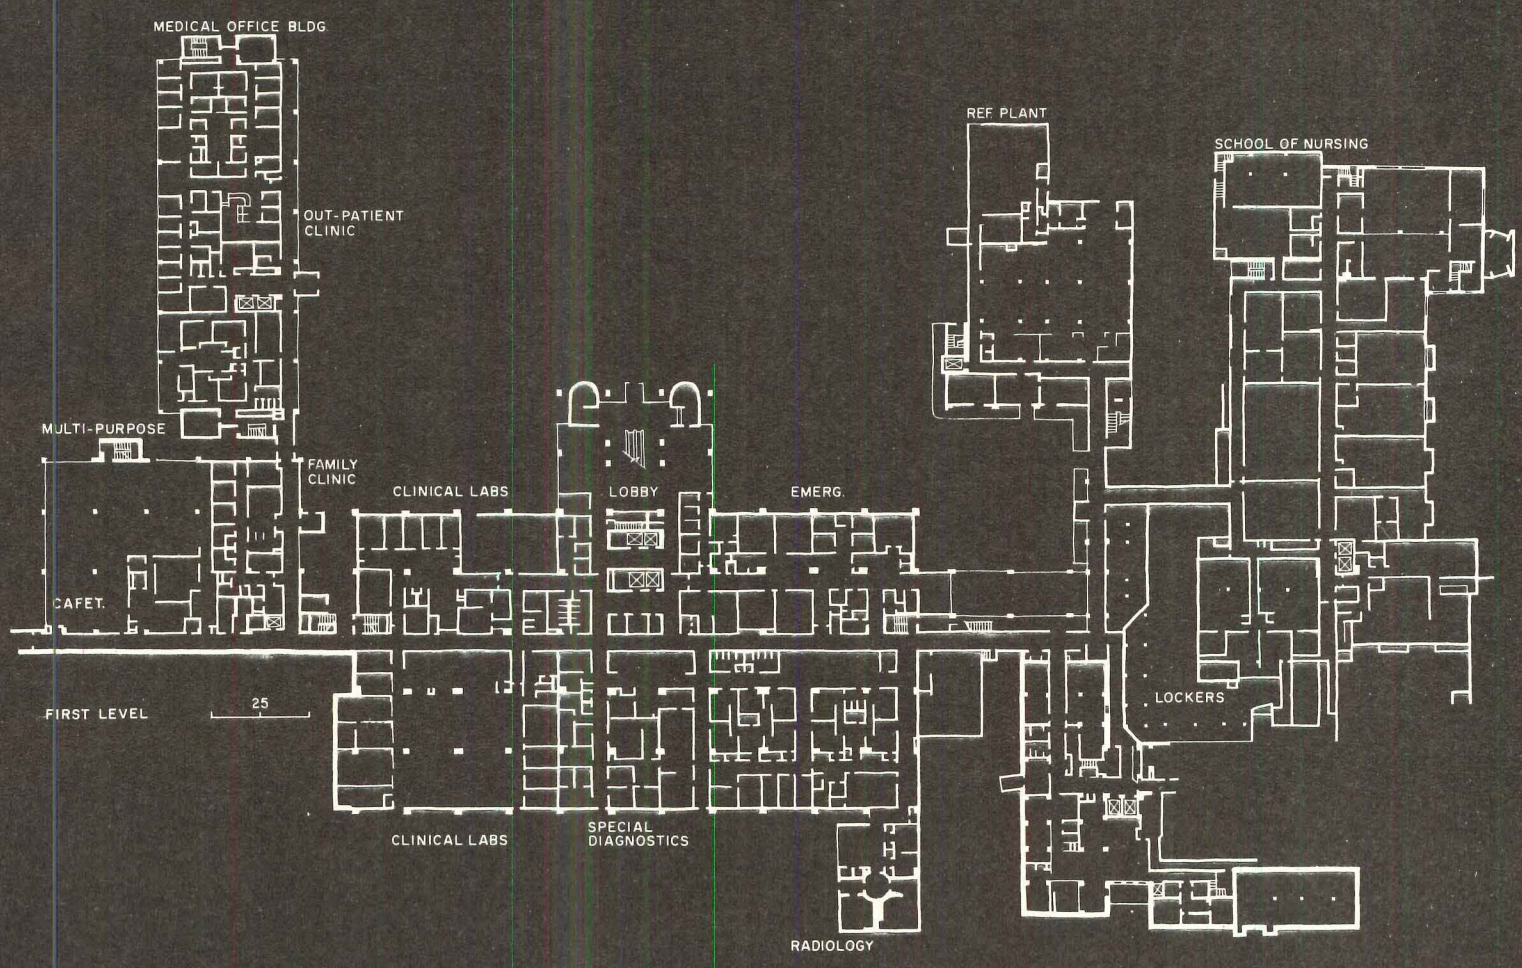 MEDICAL OFFICE BLDG
REF. PLANT
SCHOOL OF NURSING
OUT-PATIENT
CLINIC
MULTI-PURPOSE
FAMILY
CLINIC
CLINICAL LABS
LOBBY
EMERG.
CAFET.
LOCKERS
FIRST LEVEL
25
CLINICAL LABS
SPECIAL
DIAGNOSTICS
RADIOLOGY